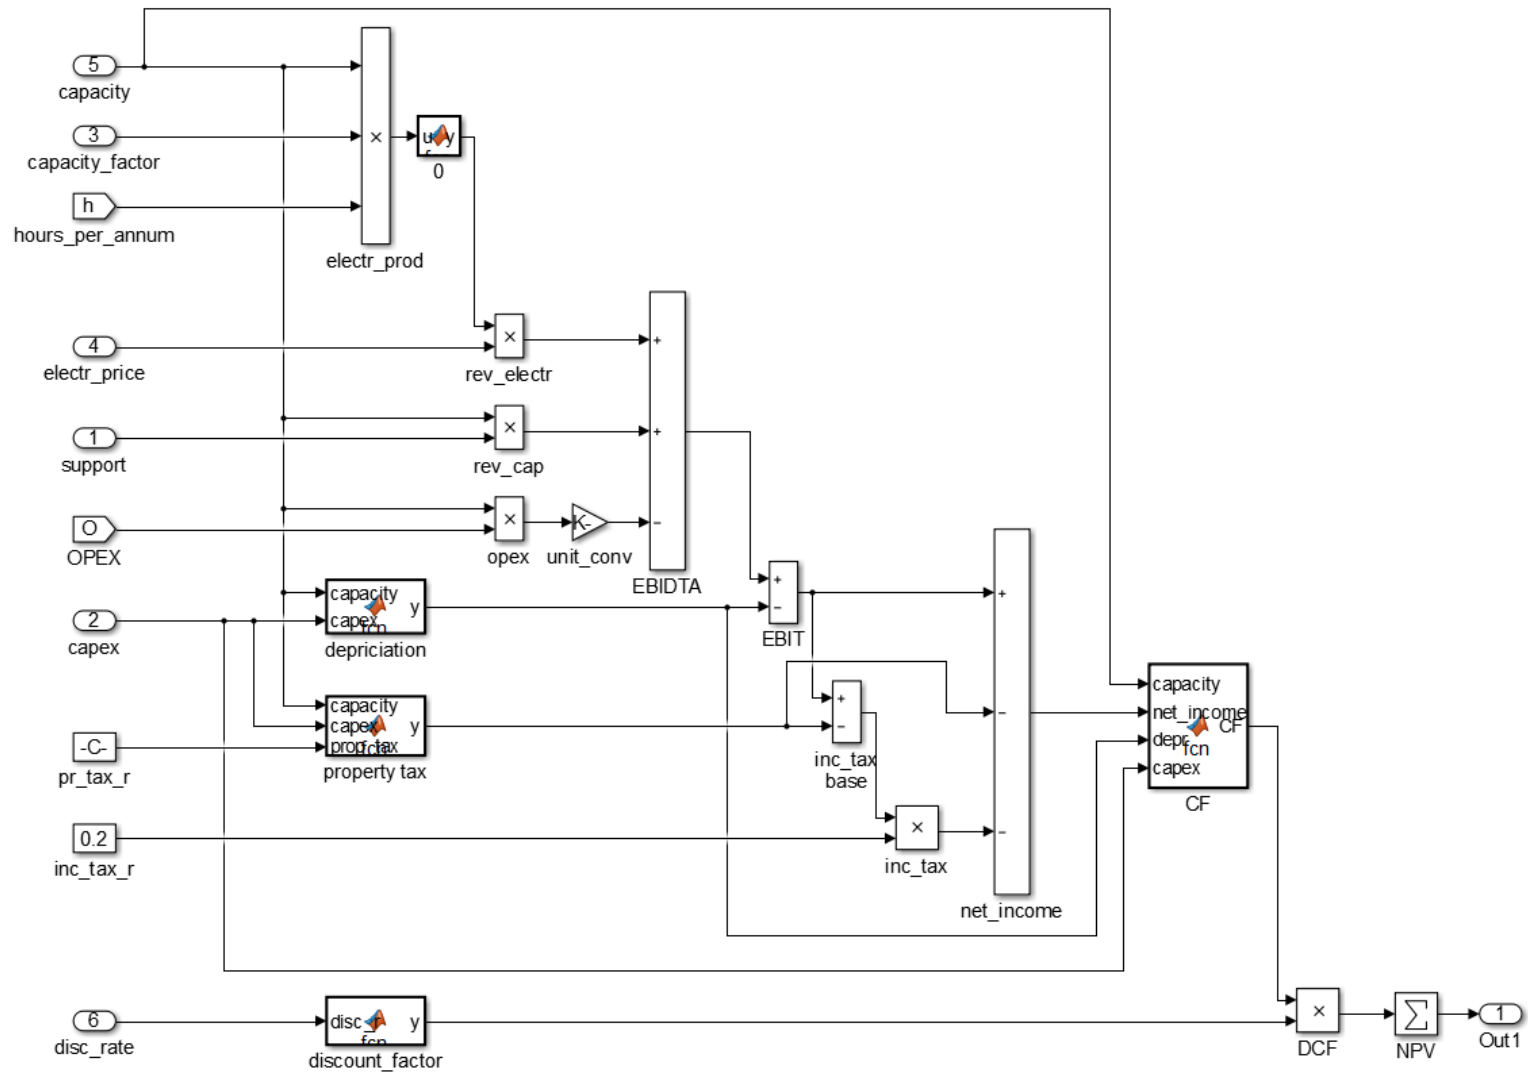 5
capacity
3
capacity_factor
h
hours_per_annum
×
electr_prod
u y
0
4
electr_price
×
rev_electr
1
support
×
rev_cap
O
OPEX
×
opex
K-
unit_conv
+
+
−
EBIDTA
2
capex
capacity
capex
y
fcn
depriciation
+
−
EBIT
-C-
pr_tax_r
capacity
capex
prop_tax
y
fcn
property tax
+
−
inc_tax
base
0.2
inc_tax_r
×
inc_tax
+
−
−
net_income
capacity
net_income
depr
capex
CF
fcn
CF
6
disc_rate
disc_r
y
fcn
discount_factor
×
DCF
∑
NPV
1
Out1